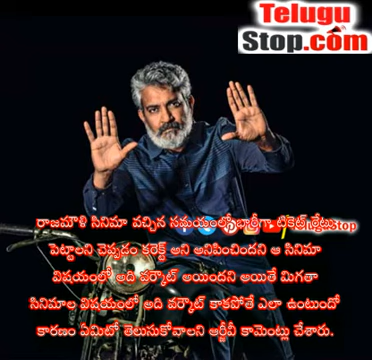 Telugu
Stop.com
రాజమౌళి సినిమా వచ్చిన సమయంలో భారీగా టికెట్ రేట్లు
పెట్టాలని చెప్పడం కరెక్ట్ అని అనిపించిందని ఆ సినిమా
విషయంలో అది వర్కౌట్ అయిందని అయితే మిగతా
సినిమాల విషయంలో అది వర్కౌట్ కాకపోతే ఎలా ఉంటుందో
కారణం ఏమిటో తెలుసుకోవాలని ఆర్జీవీ కామెంట్లు చేశారు.